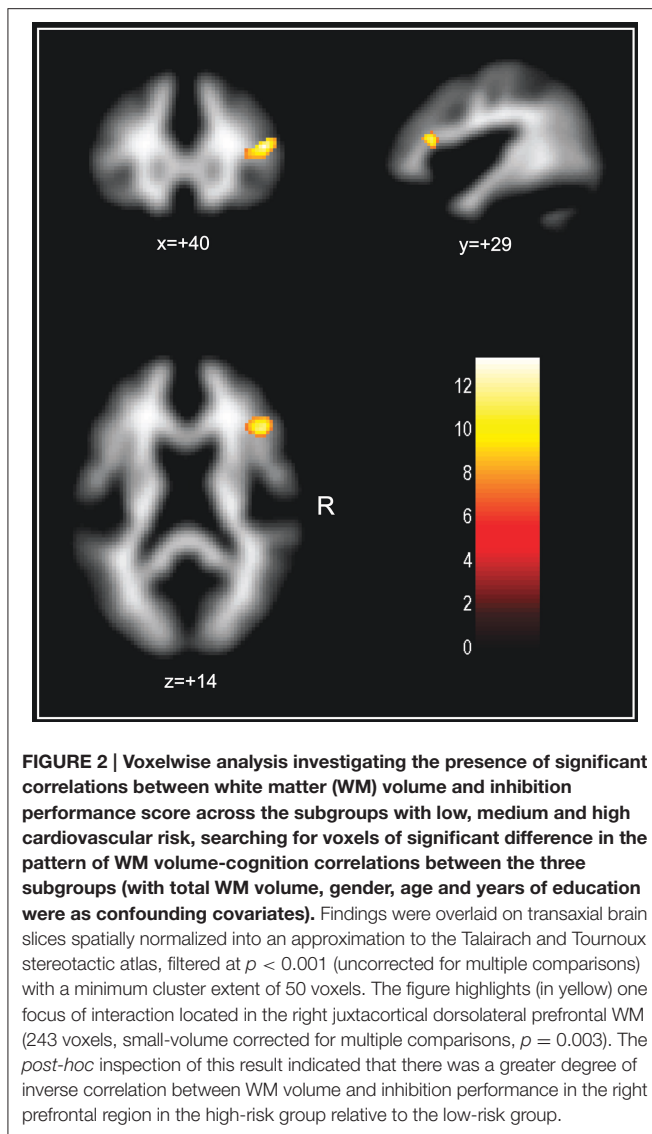 x=+40
y=+29
12
10
8
6
4
2
0
R
z=+14
FIGURE 2 | Voxelwise analysis investigating the presence of significant
correlations between white matter (WM) volume and inhibition
performance score across the subgroups with low, medium and high
cardiovascular risk, searching for voxels of significant difference in the
pattern of WM volume-cognition correlations between the three
subgroups (with total WM volume, gender, age and years of education
were as confounding covariates). Findings were overlaid on transaxial brain
slices spatially normalized into an approximation to the Talairach and Tournoux
stereotactic atlas, filtered at p < 0.001 (uncorrected for multiple comparisons)
with a minimum cluster extent of 50 voxels. The figure highlights (in yellow) one
focus of interaction located in the right juxtacortical dorsolateral prefrontal WM
(243 voxels, small-volume corrected for multiple comparisons, p = 0.003). The
post-hoc inspection of this result indicated that there was a greater degree of
inverse correlation between WM volume and inhibition performance in the right
prefrontal region in the high-risk group relative to the low-risk group.